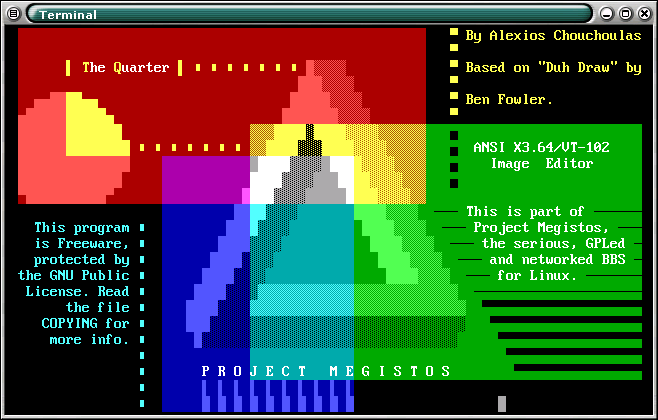 Terminal
By Alexios Chouchoulas
The Quarter
Based on "Duh Draw" by
Ben Fowler.
ANSI X3.64/VT-102
Image Editor
This is part of
Project Megistos,
the serious, GPLed
and networked BBS
for Linux.
This program
is Freeware,
protected by
the GNU Public
License. Read
the file
COPYING for
more info.
PROJECT MEGISTOS